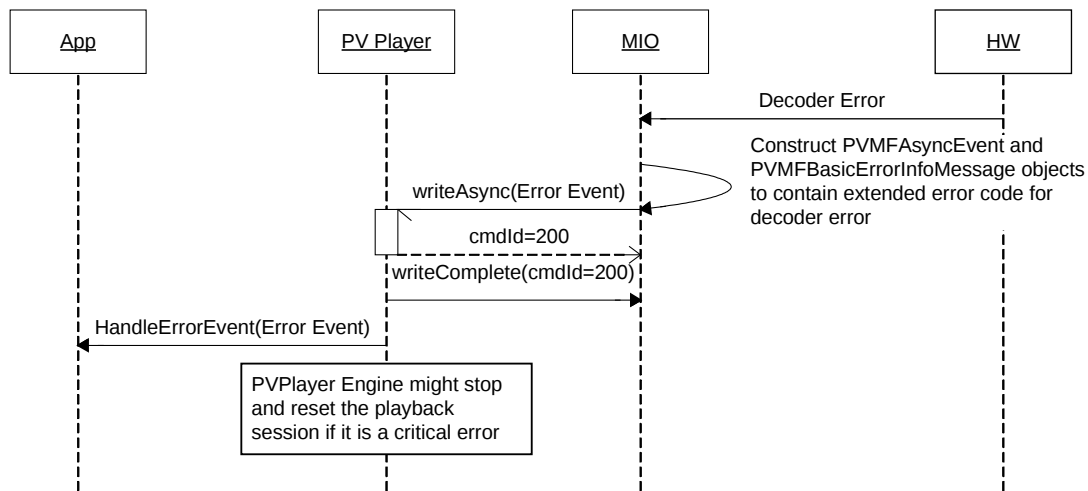 App
PV Player
MIO
HW
Decoder Error
Construct PVMFAsyncEvent and
PVMFBasicErrorInfoMessage objects
to contain extended error code for
decoder error
writeAsync(Error Event)
cmdId=200
writeComplete(cmdId=200)
HandleErrorEvent(Error Event)
PVPlayer Engine might stop
and reset the playback
session if it is a critical error